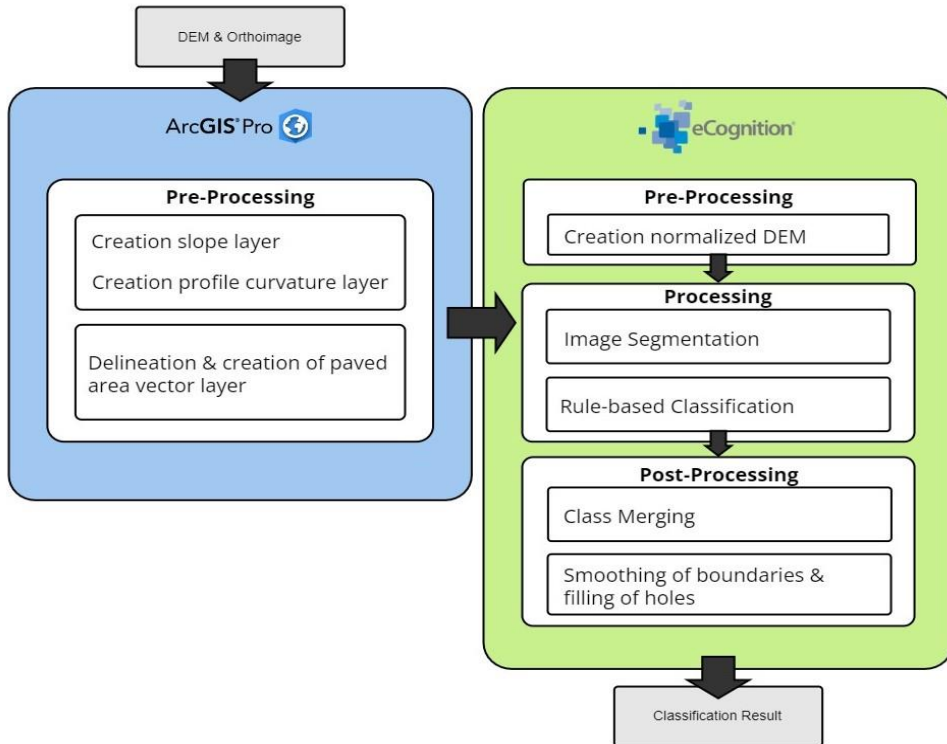 DEM & Orthoimage
ArcGIS® Pro
Pre-Processing
Creation slope layer
Creation profile curvature layer
Delineation & creation of paved
area vector layer
eCognition®
Pre-Processing
Creation normalized DEM
Processing
Image Segmentation
Rule-based Classification
Post-Processing
Class Merging
Smoothing of boundaries &
filling of holes
Classification Result